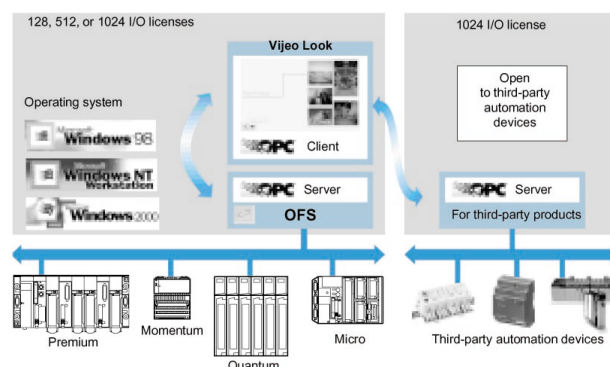 128, 512, or 1024 I/O licenses
1024 I/O license
Vijeo Look
Open
to third-party
automation
devices
Operating system
Microsoft
Windows 98
OPC Client
Microsoft
Windows NT
Workstation
OPC Server
OPC Server
Windows 2000
OFS
For third-party products
Premium
Momentum
Quantum
Micro
Third-party automation devices